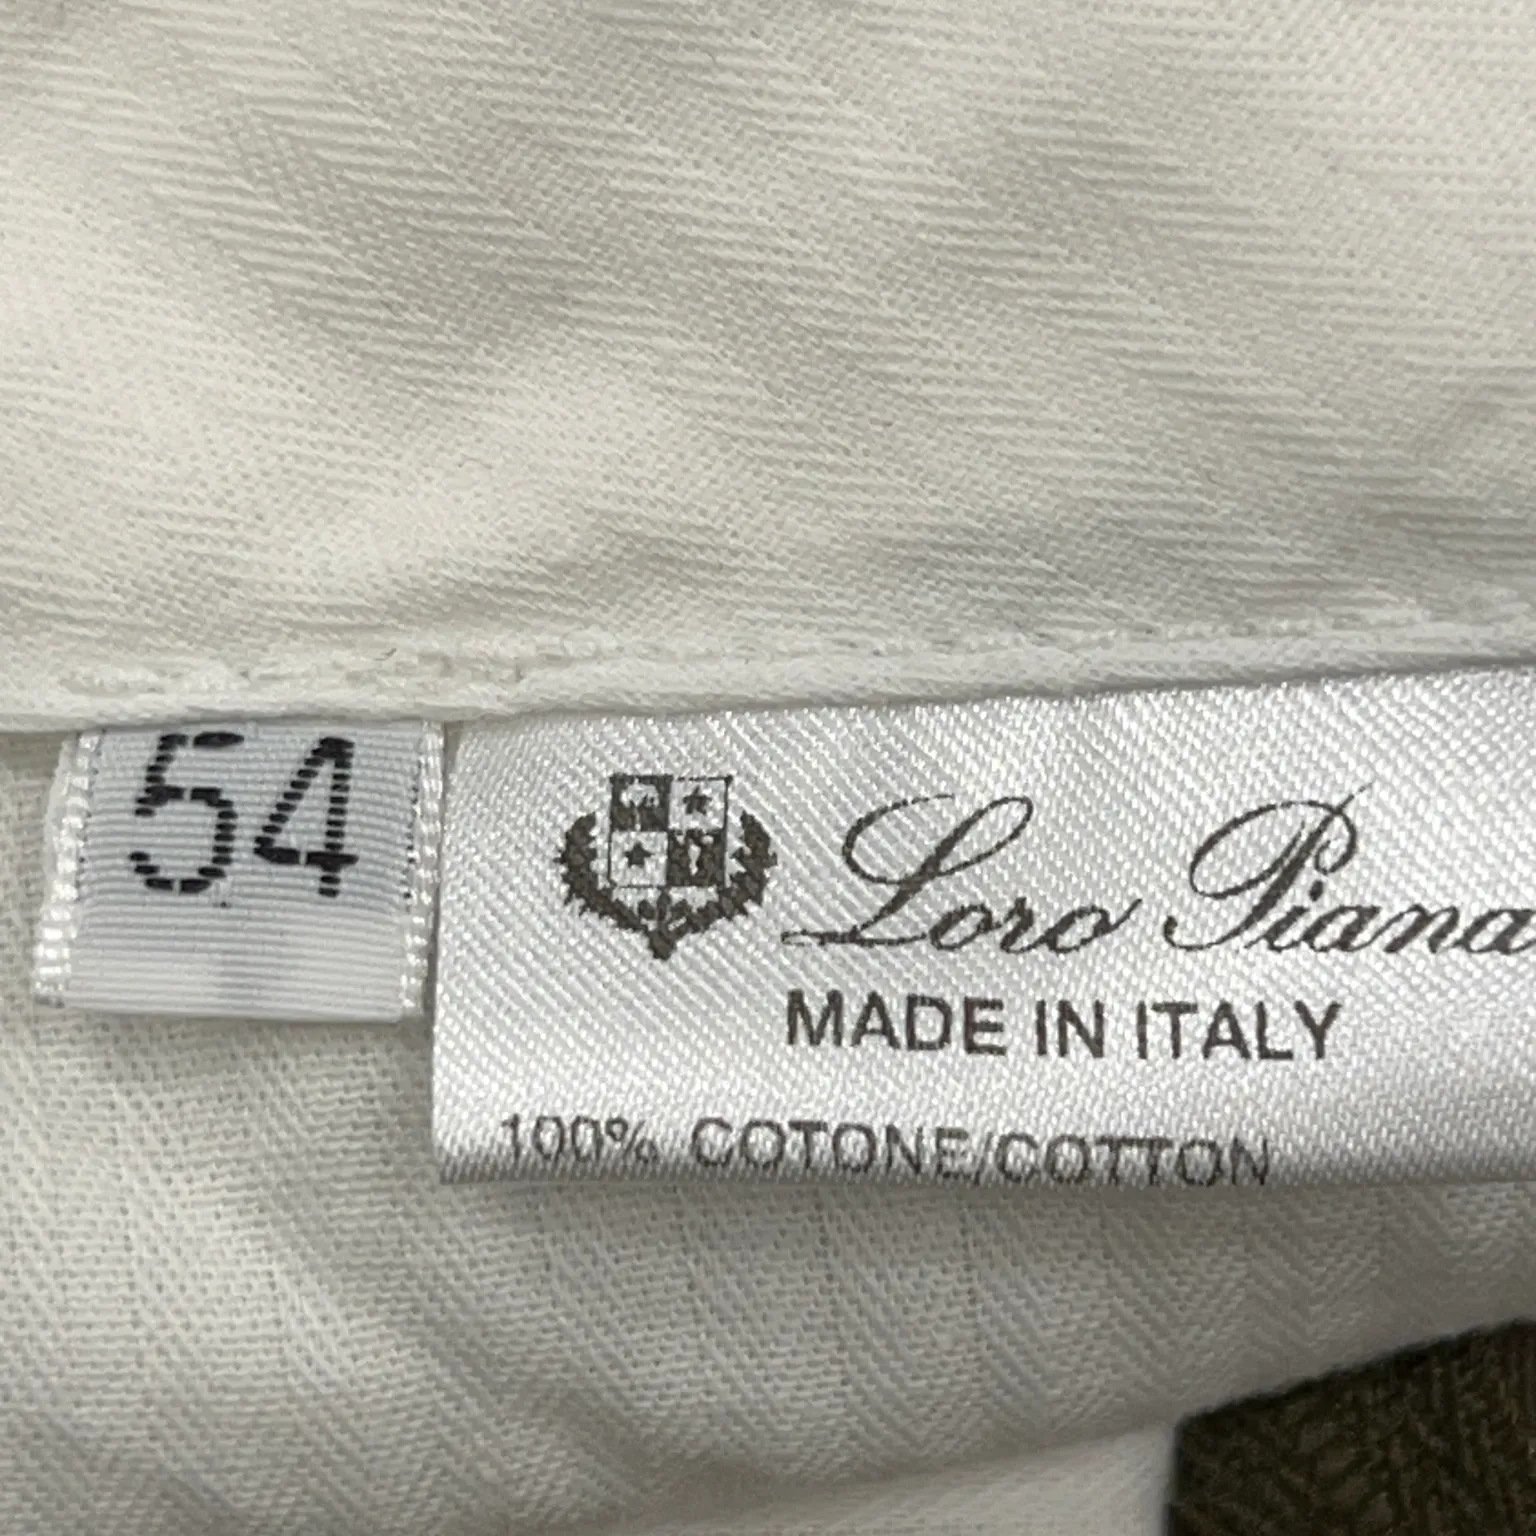 54
Loro Piana
MADE IN ITALY
100% COTONE/COTTON